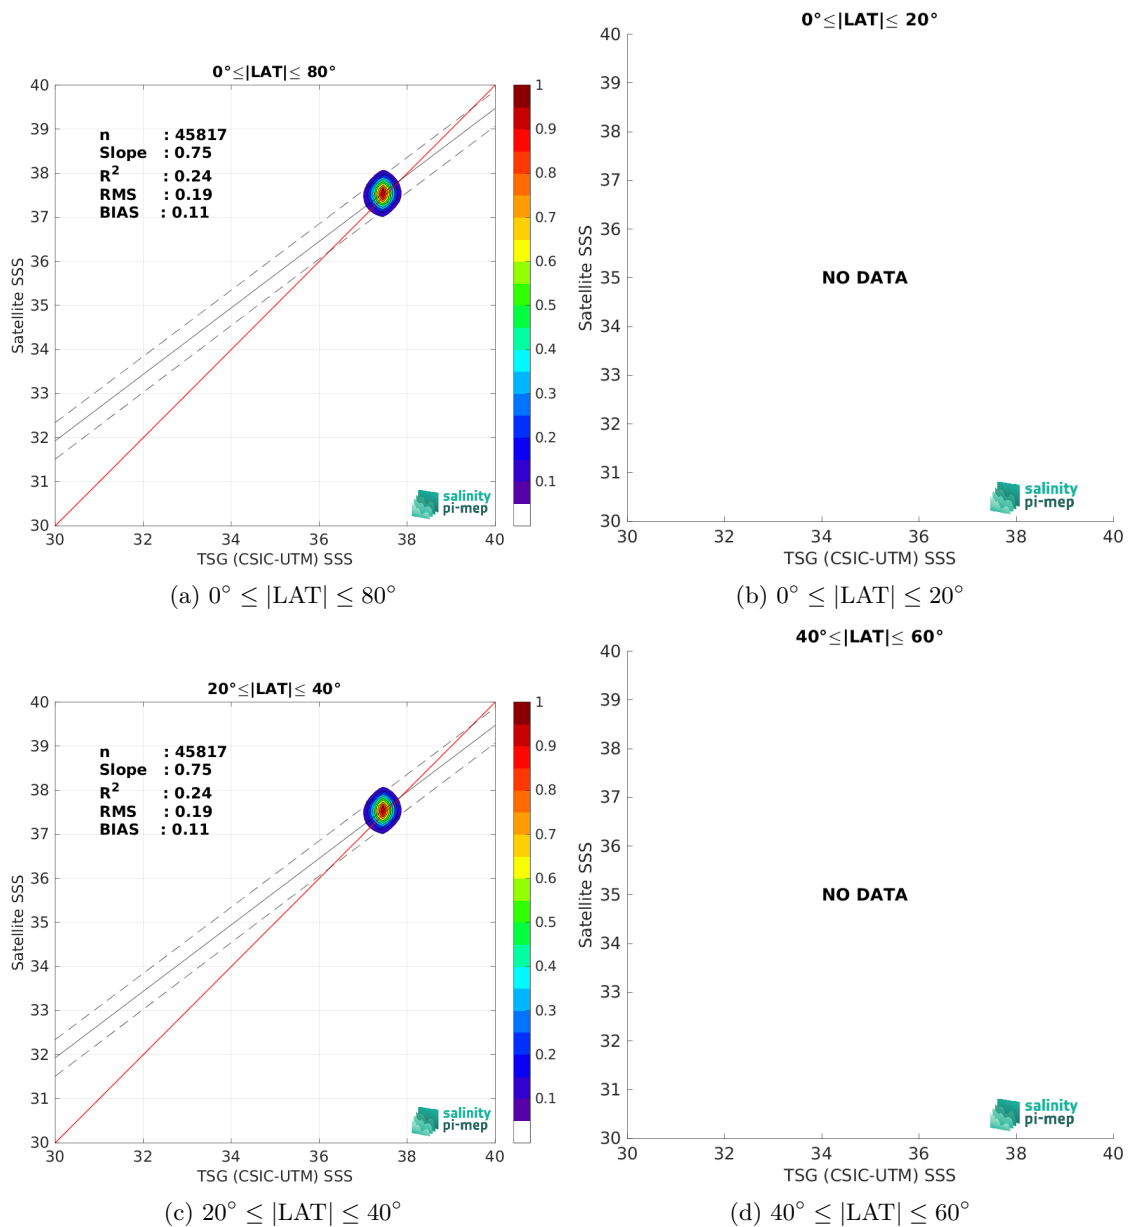 0°≤|LAT|≤ 80°
40
39
38
37
36
35
34
33
32
31
30
Satellite SSS
n : 45817
Slope : 0.75
R2 : 0.24
RMS : 0.19
BIAS : 0.11
salinity
pi-mep
30 32 34 36 38 40
TSG (CSIC-UTM) SSS
1
0.9
0.8
0.7
0.6
0.5
0.4
0.3
0.2
0.1
(a) 0° ≤ |LAT| ≤ 80°
0°≤|LAT|≤ 20°
40
39
38
37
36
35
34
33
32
31
30
Satellite SSS
NO DATA
salinity
pi-mep
30 32 34 36 38 40
TSG (CSIC-UTM) SSS
(b) 0° ≤ |LAT| ≤ 20°
20°≤|LAT|≤ 40°
40
39
38
37
36
35
34
33
32
31
30
Satellite SSS
n : 45817
Slope : 0.75
R2 : 0.24
RMS : 0.19
BIAS : 0.11
salinity
pi-mep
30 32 34 36 38 40
TSG (CSIC-UTM) SSS
1
0.9
0.8
0.7
0.6
0.5
0.4
0.3
0.2
0.1
(c) 20° ≤ |LAT| ≤ 40°
40°≤|LAT|≤ 60°
40
39
38
37
36
35
34
33
32
31
30
Satellite SSS
NO DATA
salinity
pi-mep
30 32 34 36 38 40
TSG (CSIC-UTM) SSS
(d) 40° ≤ |LAT| ≤ 60°